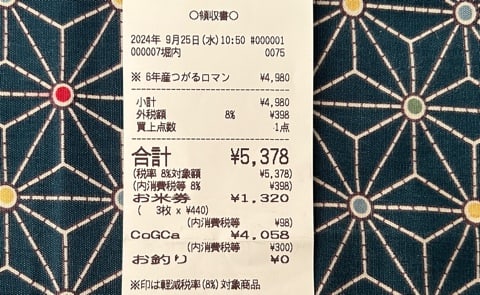 ○領収書○
2024年 9月25日(水)10:50 #000001
000007堀内 0075
※ 6年産つがるロマン ¥4,980
小計 ¥4,980
外税額 8% ¥398
買上点数 1点
合計 ¥5,378
(税率 8%対象額 ¥5,378)
(内消費税等 8% ¥398)
お米券 ¥1,320
( 3枚 x ¥440)
(内消費税等 ¥98)
CoGCa ¥4,058
(内消費税等 ¥300)
お釣り ¥0
※印は軽減税率(8%)対象商品